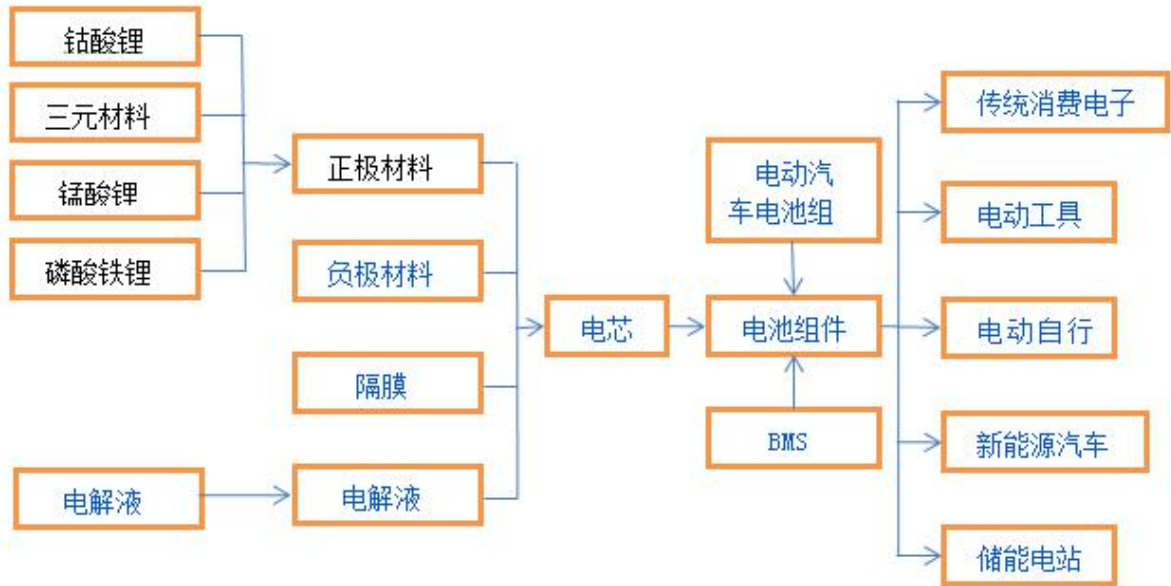 钴酸锂
三元材料
锰酸锂
磷酸铁锂
电解液
正极材料
负极材料
隔膜
电解液
电芯
电动汽
车电池组
电池组件
BMS
传统消费电子
电动工具
电动自行
新能源汽车
储能电站